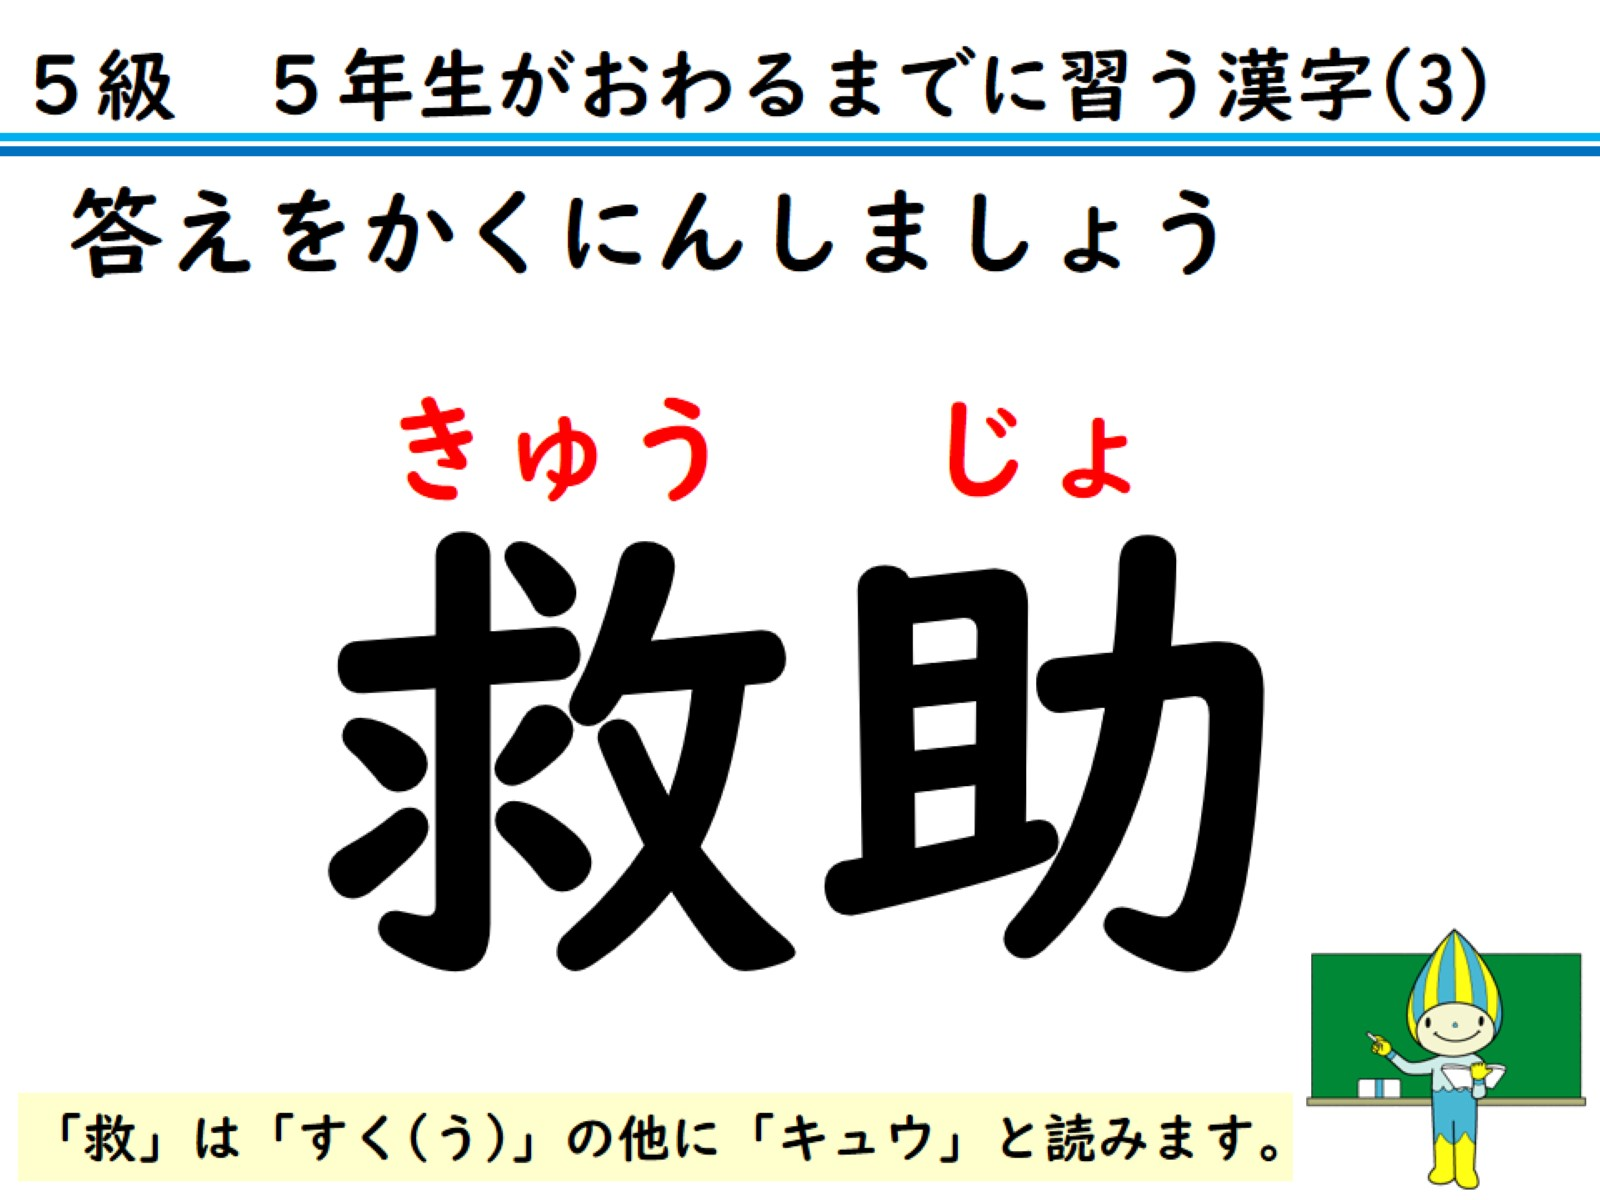 ５級　５年生がおわるまでに習う漢字(3)
答えをかくにんしましょう
きゅう　じょ
救助
「救」は「すく(う)」の他に「キュウ」と読みます。